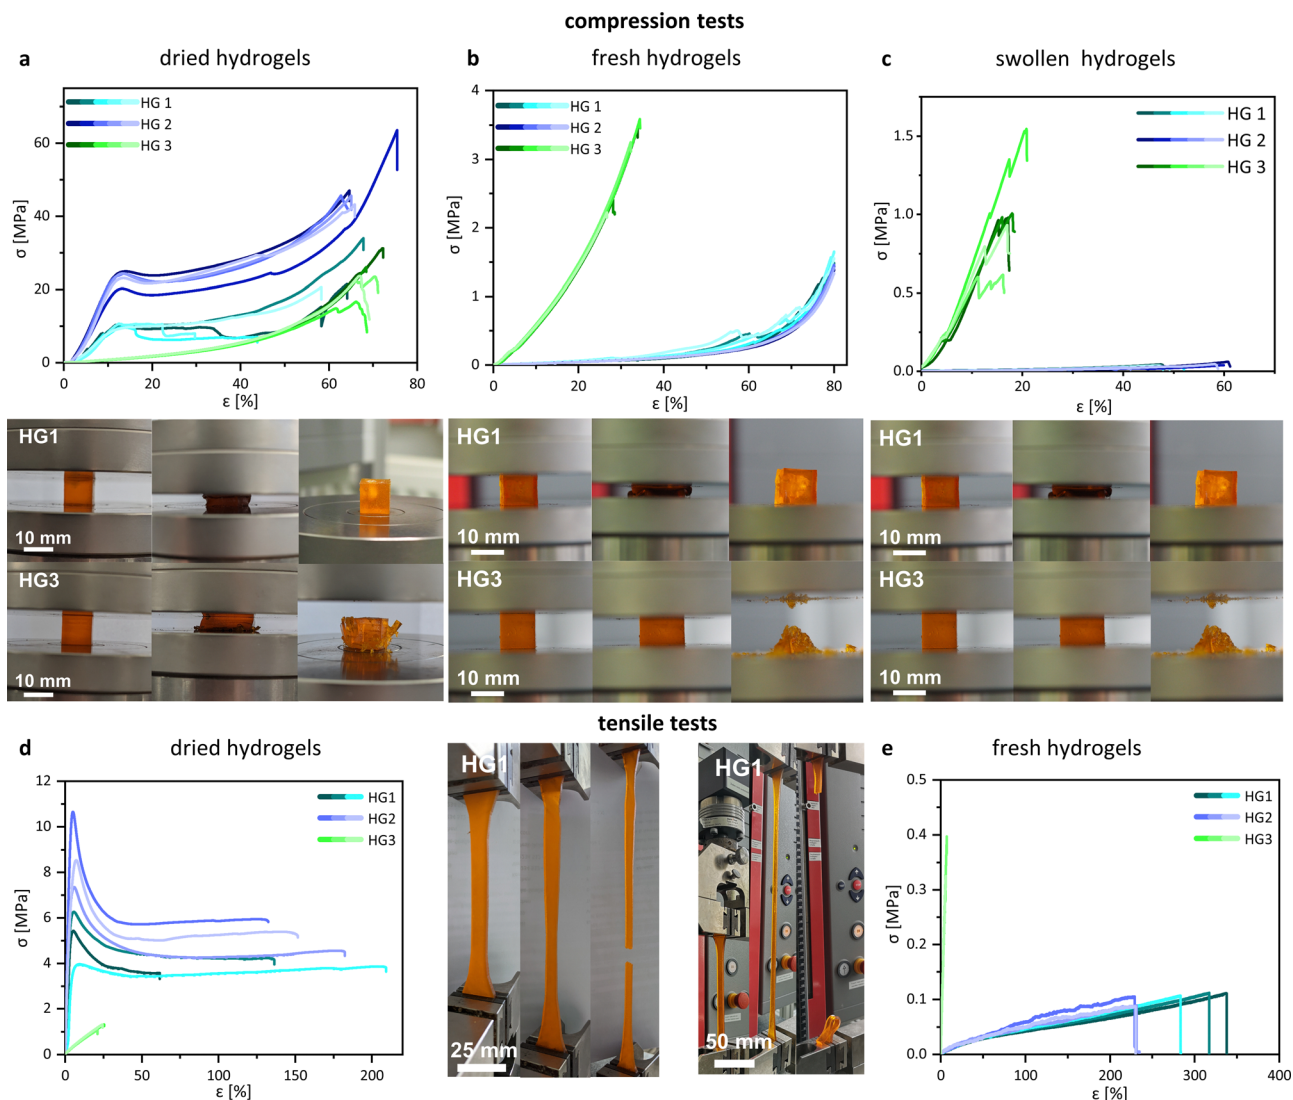 compression tests
a
dried hydrogels
b
fresh hydrogels
c
swollen hydrogels
HG 1
HG 2
HG 3
60
40
20
0
σ [MPa]
0 20 40 60 80
ε [%]
HG 1
HG 2
HG 3
4
3
2
1
0
σ [MPa]
0 20 40 60 80
ε [%]
HG 1
HG 2
HG 3
1.5
1.0
0.5
0.0
σ [MPa]
0 20 40 60
ε [%]
HG1
10 mm
HG3
10 mm
HG1
10 mm
HG3
10 mm
HG1
10 mm
HG3
10 mm
tensile tests
d
dried hydrogels
HG1
HG2
HG3
12
10
8
6
4
2
0
σ [MPa]
0 50 100 150 200
ε [%]
HG1
25 mm
HG1
50 mm
e
fresh hydrogels
HG1
HG2
HG3
0.5
0.4
0.3
0.2
0.1
0.0
σ [MPa]
0 100 200 300 400
ε [%]